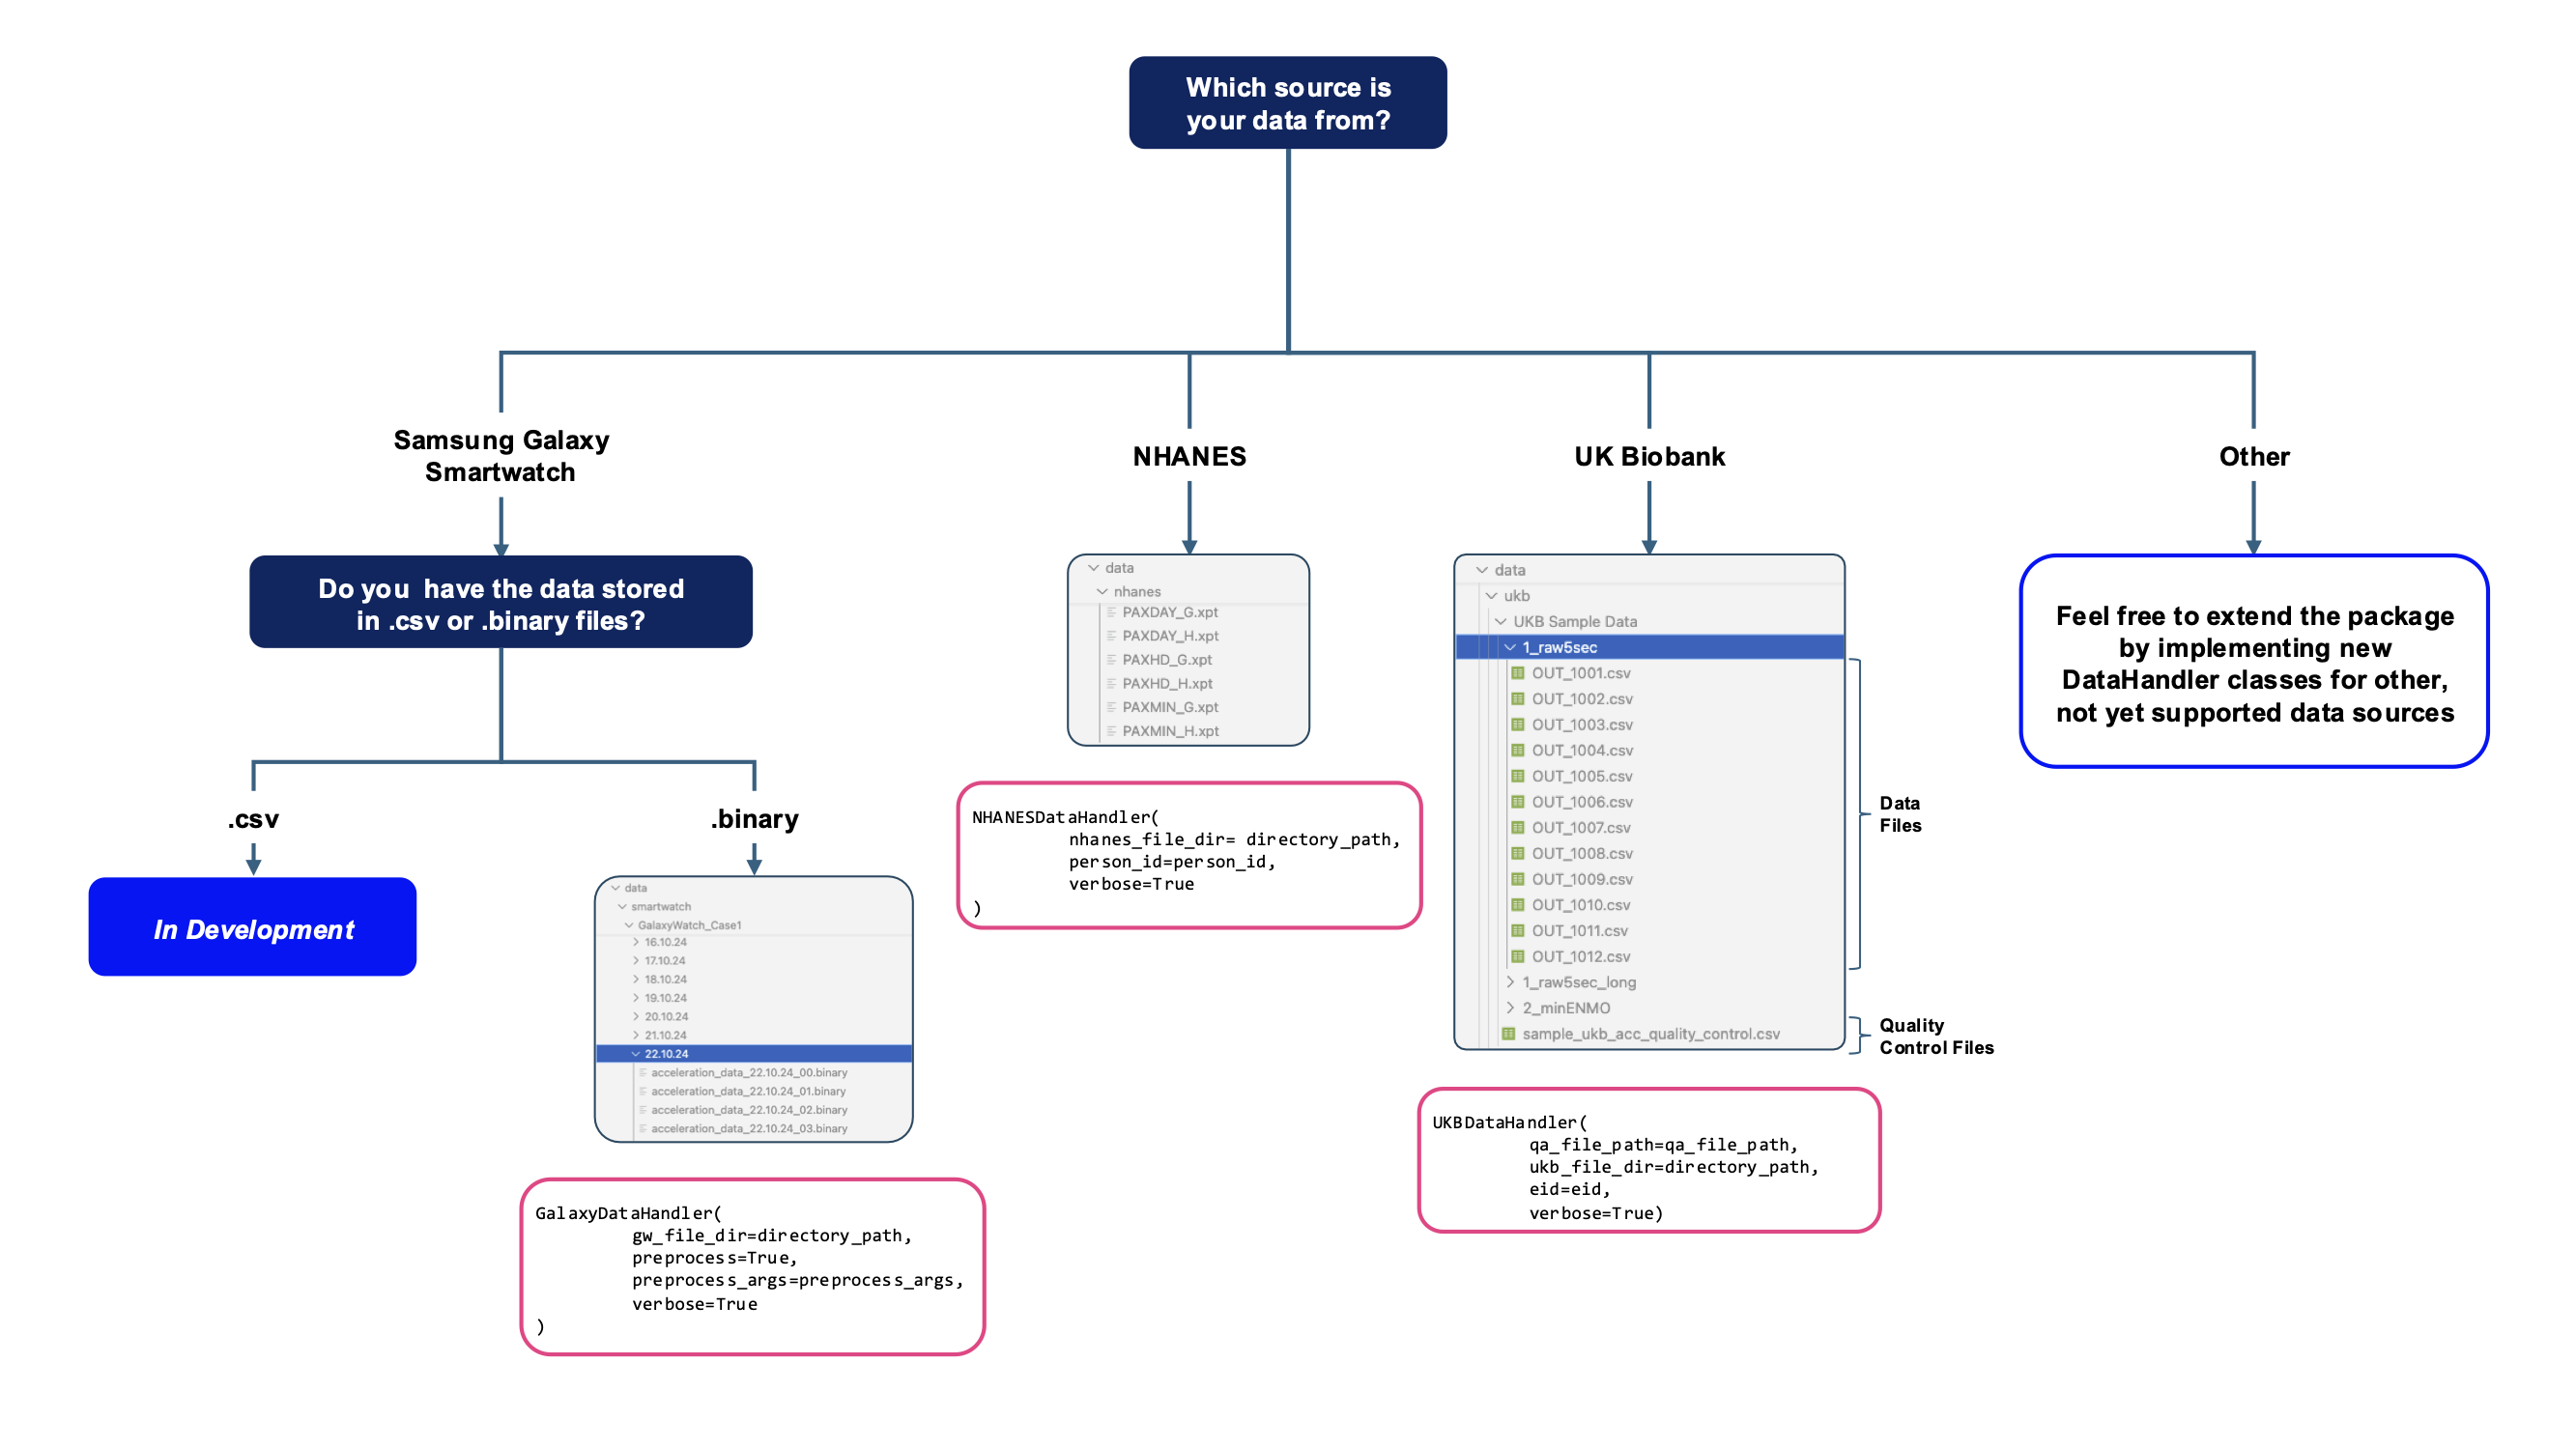 Which source is
your data from?
Samsung Galaxy
Smartwatch
NHANES
UK Biobank
Other
Do you  have the data stored
in .csv or .binary files?
.csv
.binary
In Development
data
smartwatch
GalaxyWatch_Case1
16.10.24
17.10.24
18.10.24
19.10.24
20.10.24
21.10.24
22.10.24
acceleration_data_22.10.24_00.binary
acceleration_data_22.10.24_01.binary
acceleration_data_22.10.24_02.binary
acceleration_data_22.10.24_03.binary
GalaxyDataHandler(
gw_file_dir=directory_path,
preprocess=True,
preprocess_args=preprocess_args,
verbose=True
)
data
nhanes
PAXDAY_G.xpt
PAXDAY_H.xpt
PAXHD_G.xpt
PAXHD_H.xpt
PAXMIN_G.xpt
PAXMIN_H.xpt
NHANESDataHandler(
nhanes_file_dir= directory_path,
person_id=person_id,
verbose=True
)
data
ukb
UKB Sample Data
1_raw5sec
OUT_1001.csv
OUT_1002.csv
OUT_1003.csv
OUT_1004.csv
OUT_1005.csv
OUT_1006.csv
OUT_1007.csv
OUT_1008.csv
OUT_1009.csv
OUT_1010.csv
OUT_1011.csv
OUT_1012.csv
1_raw5sec_long
2_minENMO
sample_ukb_acc_quality_control.csv
Data
Files
Quality
Control Files
UKBDataHandler(
qa_file_path=qa_file_path,
ukb_file_dir=directory_path,
eid=eid,
verbose=True)
Feel free to extend the package
by implementing new
DataHandler classes for other,
not yet supported data sources